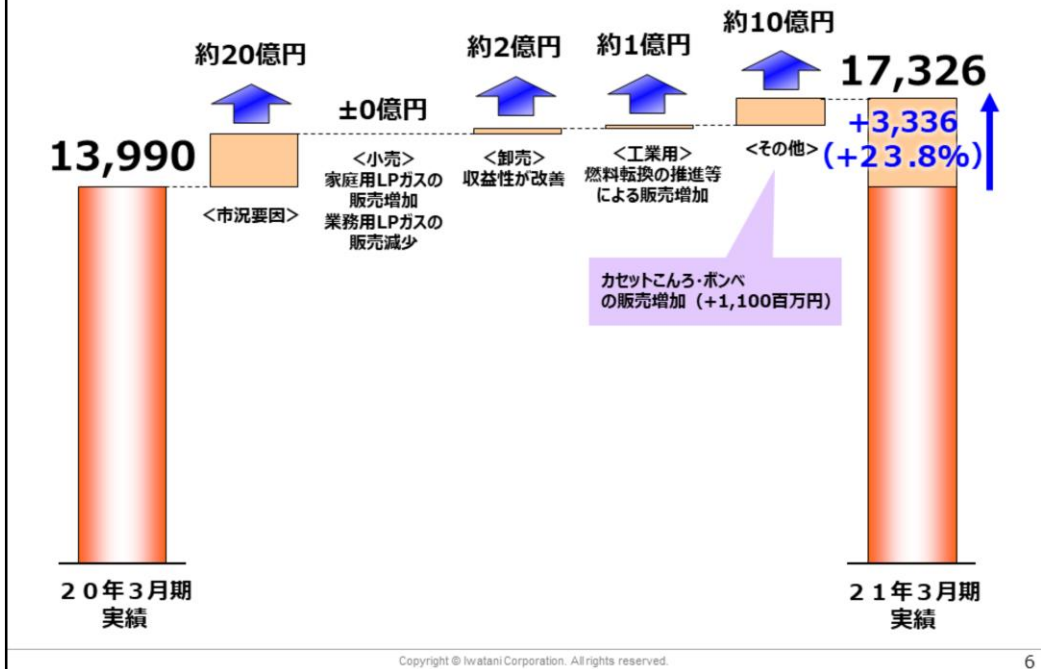 約20億円
±0億円
約2億円
約1億円
約10億円
13,990
17,326
+3,336
(+23.8%)
<市況要因>
<小売>
家庭用LPガスの
販売増加
業務用LPガスの
販売減少
<卸売>
収益性が改善
<工業用>
燃料転換の推進等
による販売増加
<その他>
カセットこんろ・ボンベ
の販売増加（+1,100百万円）
２０年３月期
実績
２１年３月期
実績
Copyright © Iwatani Corporation. All rights reserved.
6